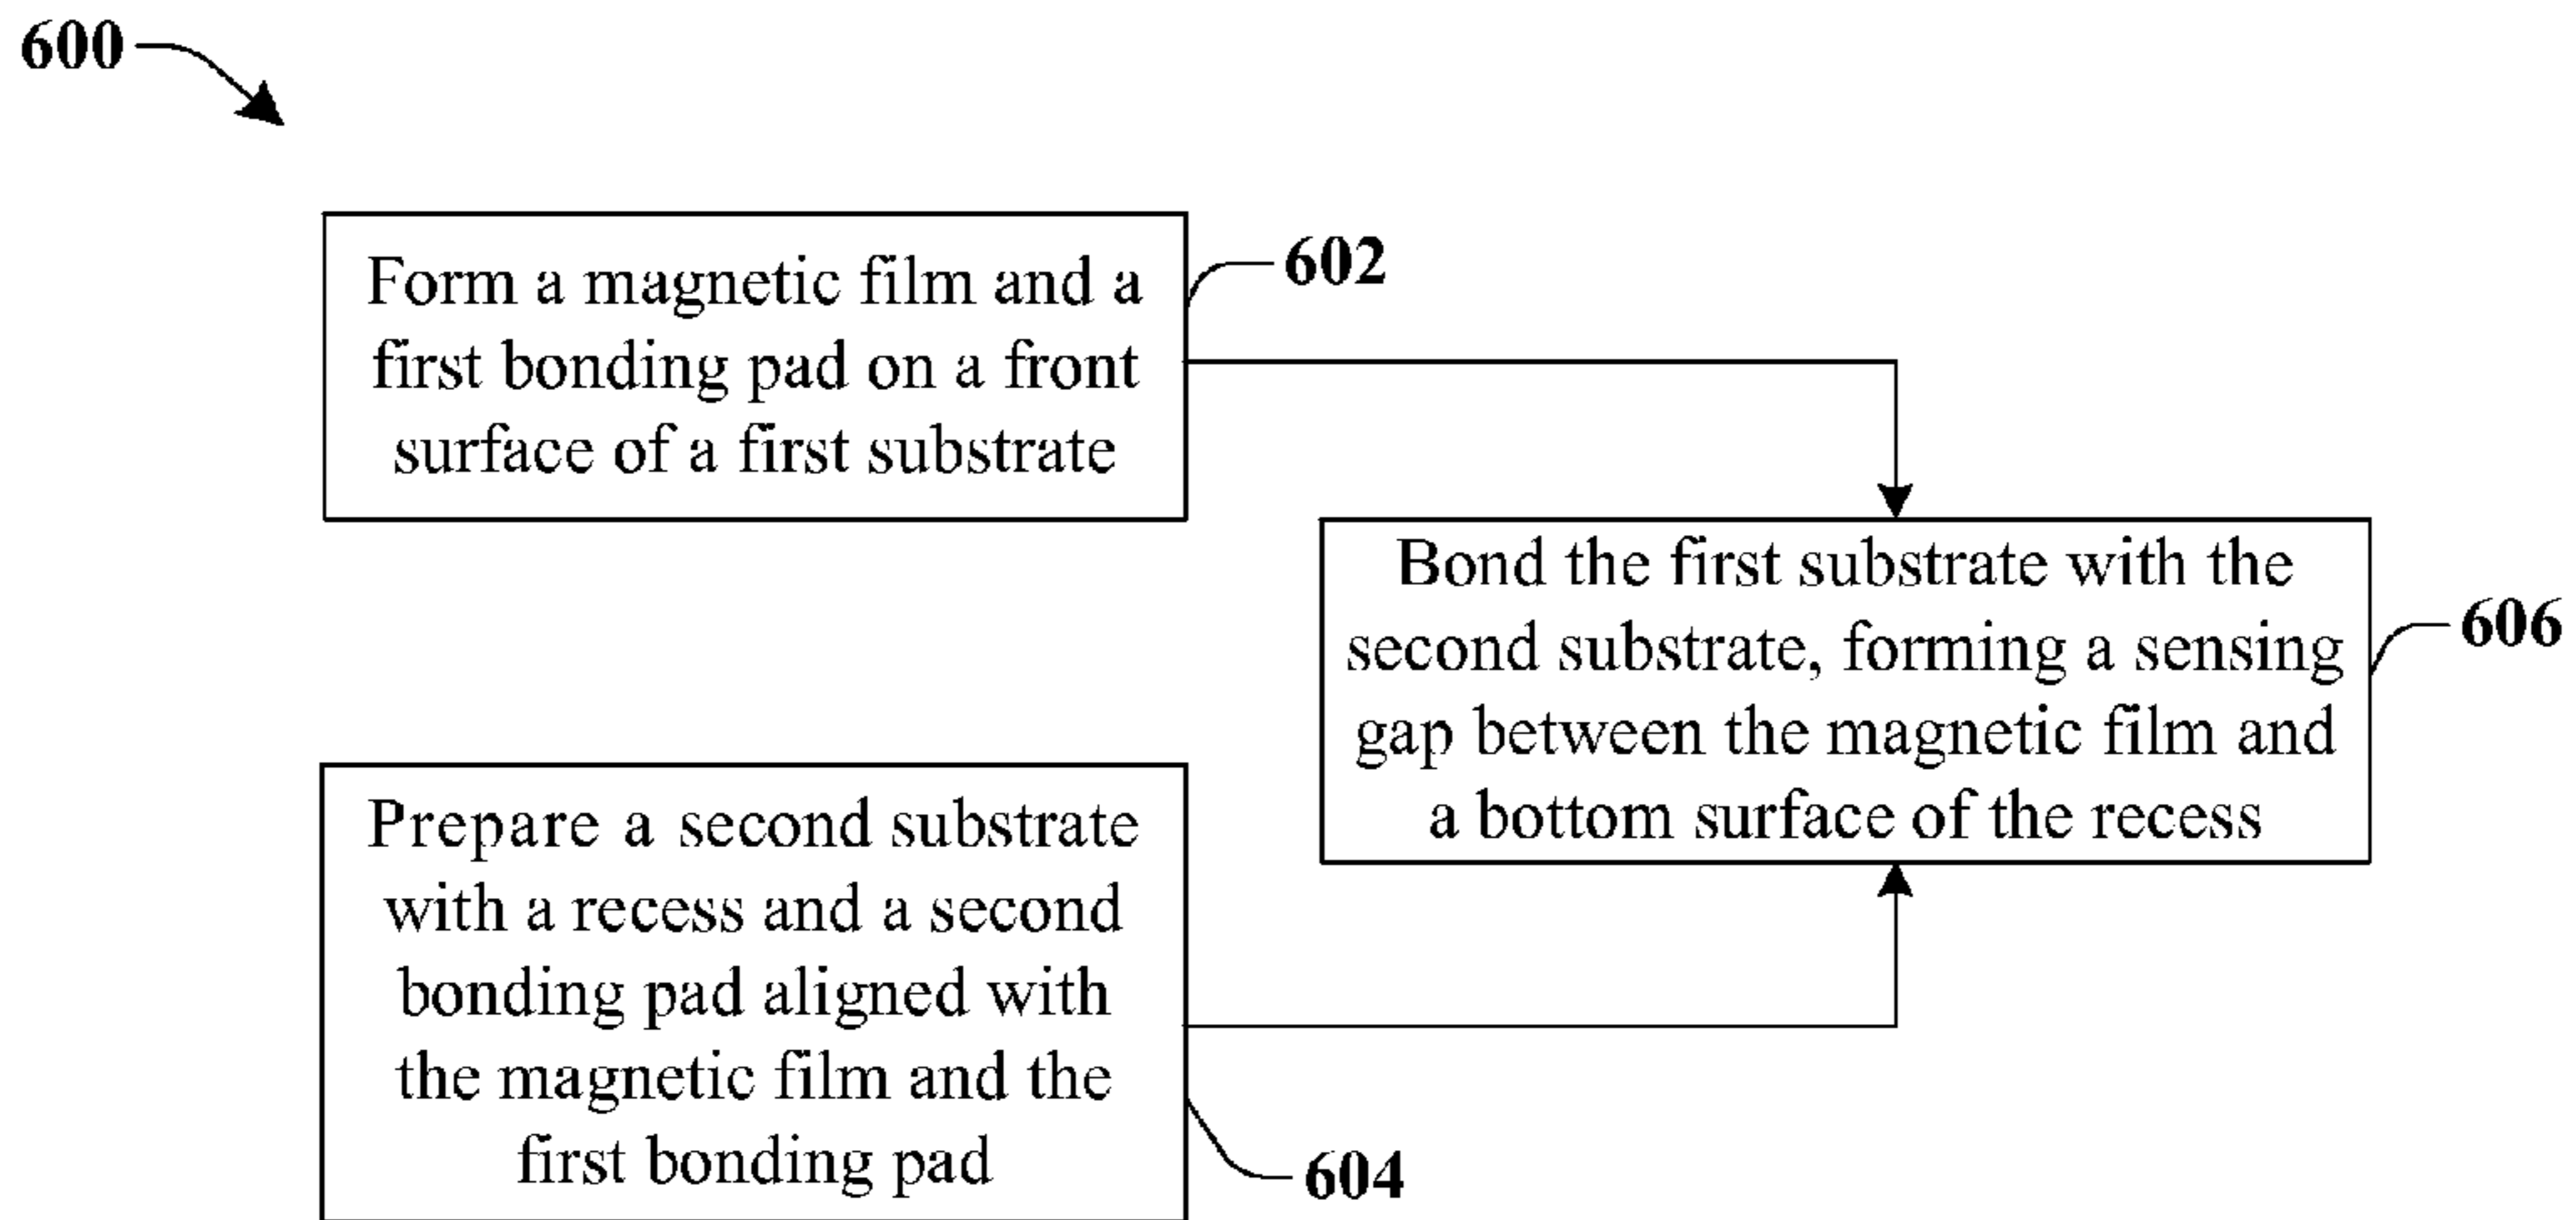 600
Form a magnetic film and a
first bonding pad on a front
surface of a first substrate
602
Prepare a second substrate
with a recess and a second
bonding pad aligned with
the magnetic film and the
first bonding pad
604
Bond the first substrate with the
second substrate, forming a sensing
gap between the magnetic film and
a bottom surface of the recess
606